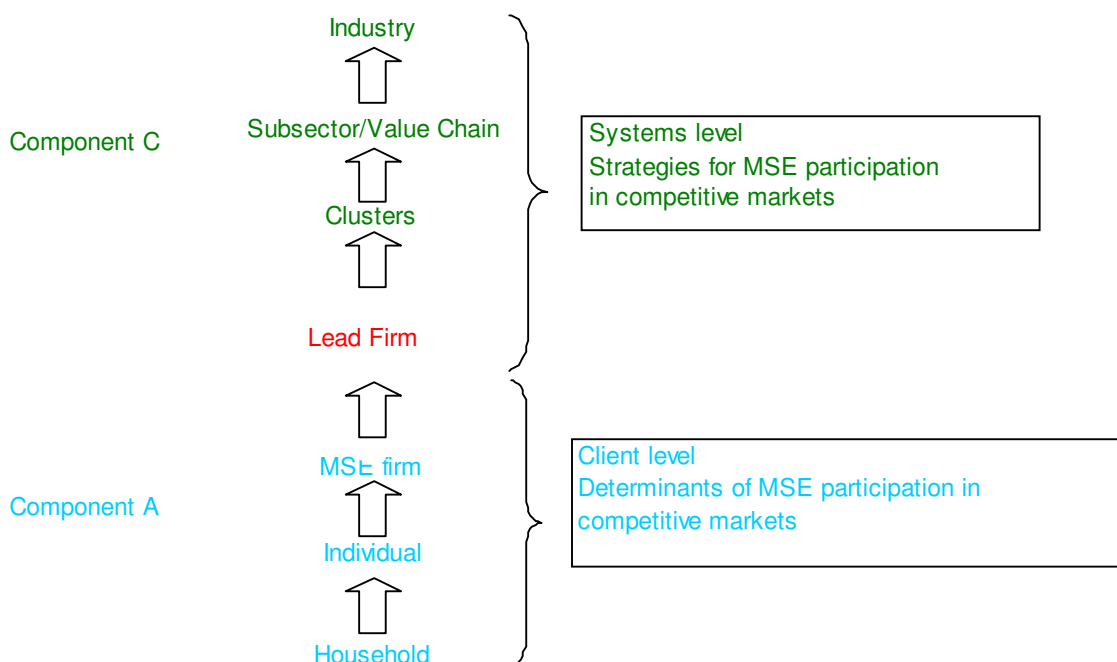 Industry
Component C
Subsector/Value Chain
Clusters
Lead Firm
Systems level
Strategies for MSE participation
in competitive markets
Component A
MSE firm
Individual
Household
Client level
Determinants of MSE participation in
competitive markets